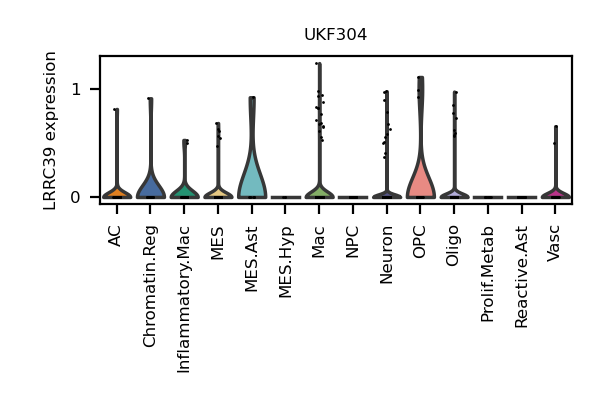 UKF304
LRRC39 expression
1
0
AC
Chromatin.Reg
Inflammatory.Mac
MES
MES.Ast
MES.Hyp
Mac
NPC
Neuron
OPC
Oligo
Prolif.Metab
Reactive.Ast
Vasc